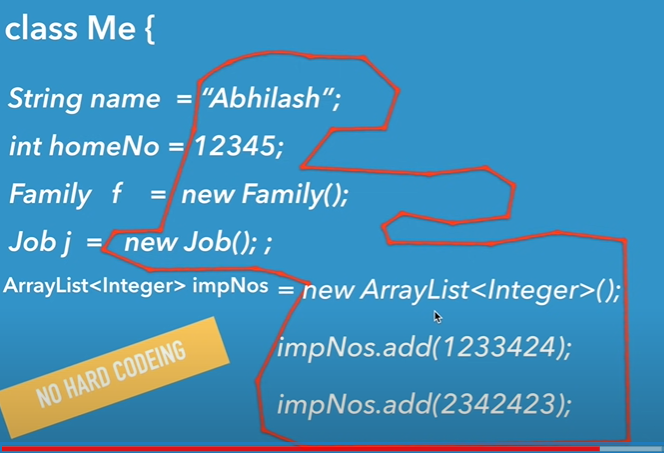 class Me {
String name = “Abhilash”;
int homeNo = 12345;
Family f = new Family();
Job j = new Job(); ;
ArrayList<Integer> impNos = new ArrayList<Integer>();
impNos.add(1233424);
impNos.add(2342423);
NO HARD CODEING